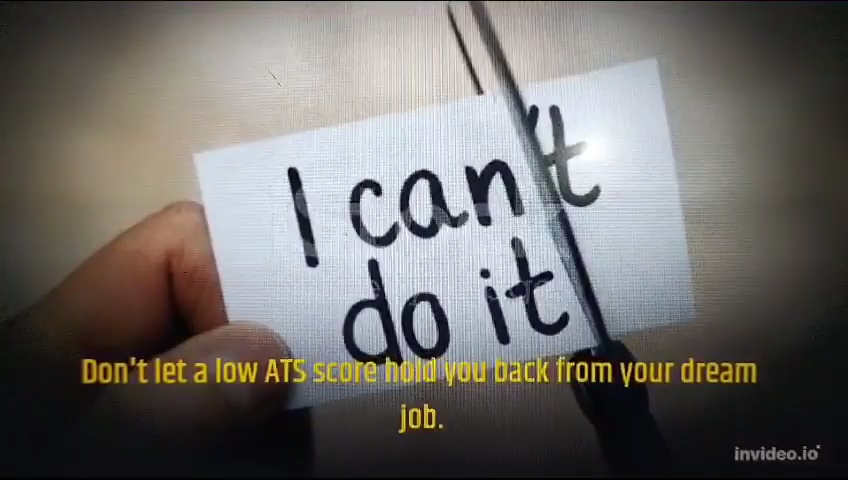 I can't
do it
Don't let a low ATS score hold you back from your dream
job.
invideo.io